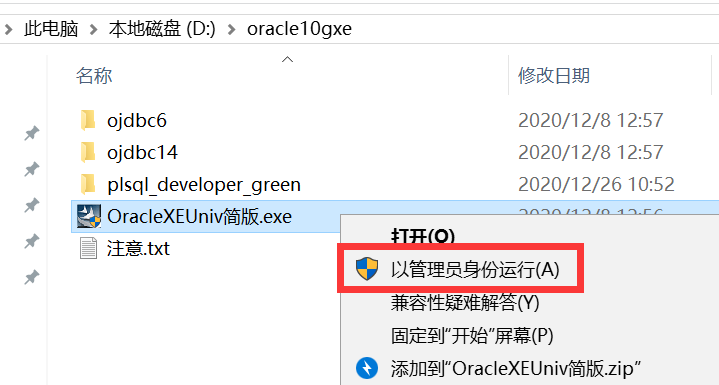 此电脑 › 本地磁盘 (D:) › oracle10gxe
名称 修改日期
ojdbc6 2020/12/8 12:57
ojdbc14 2020/12/8 12:57
plsql_developer_green 2020/12/26 10:52
OracleXEUniv简版.exe 2020/12/8 12:56
注意.txt
打开(O)
以管理员身份运行(A)
兼容性疑难解答(Y)
固定到“开始”屏幕(P)
添加到“OracleXEUniv简版.zip”